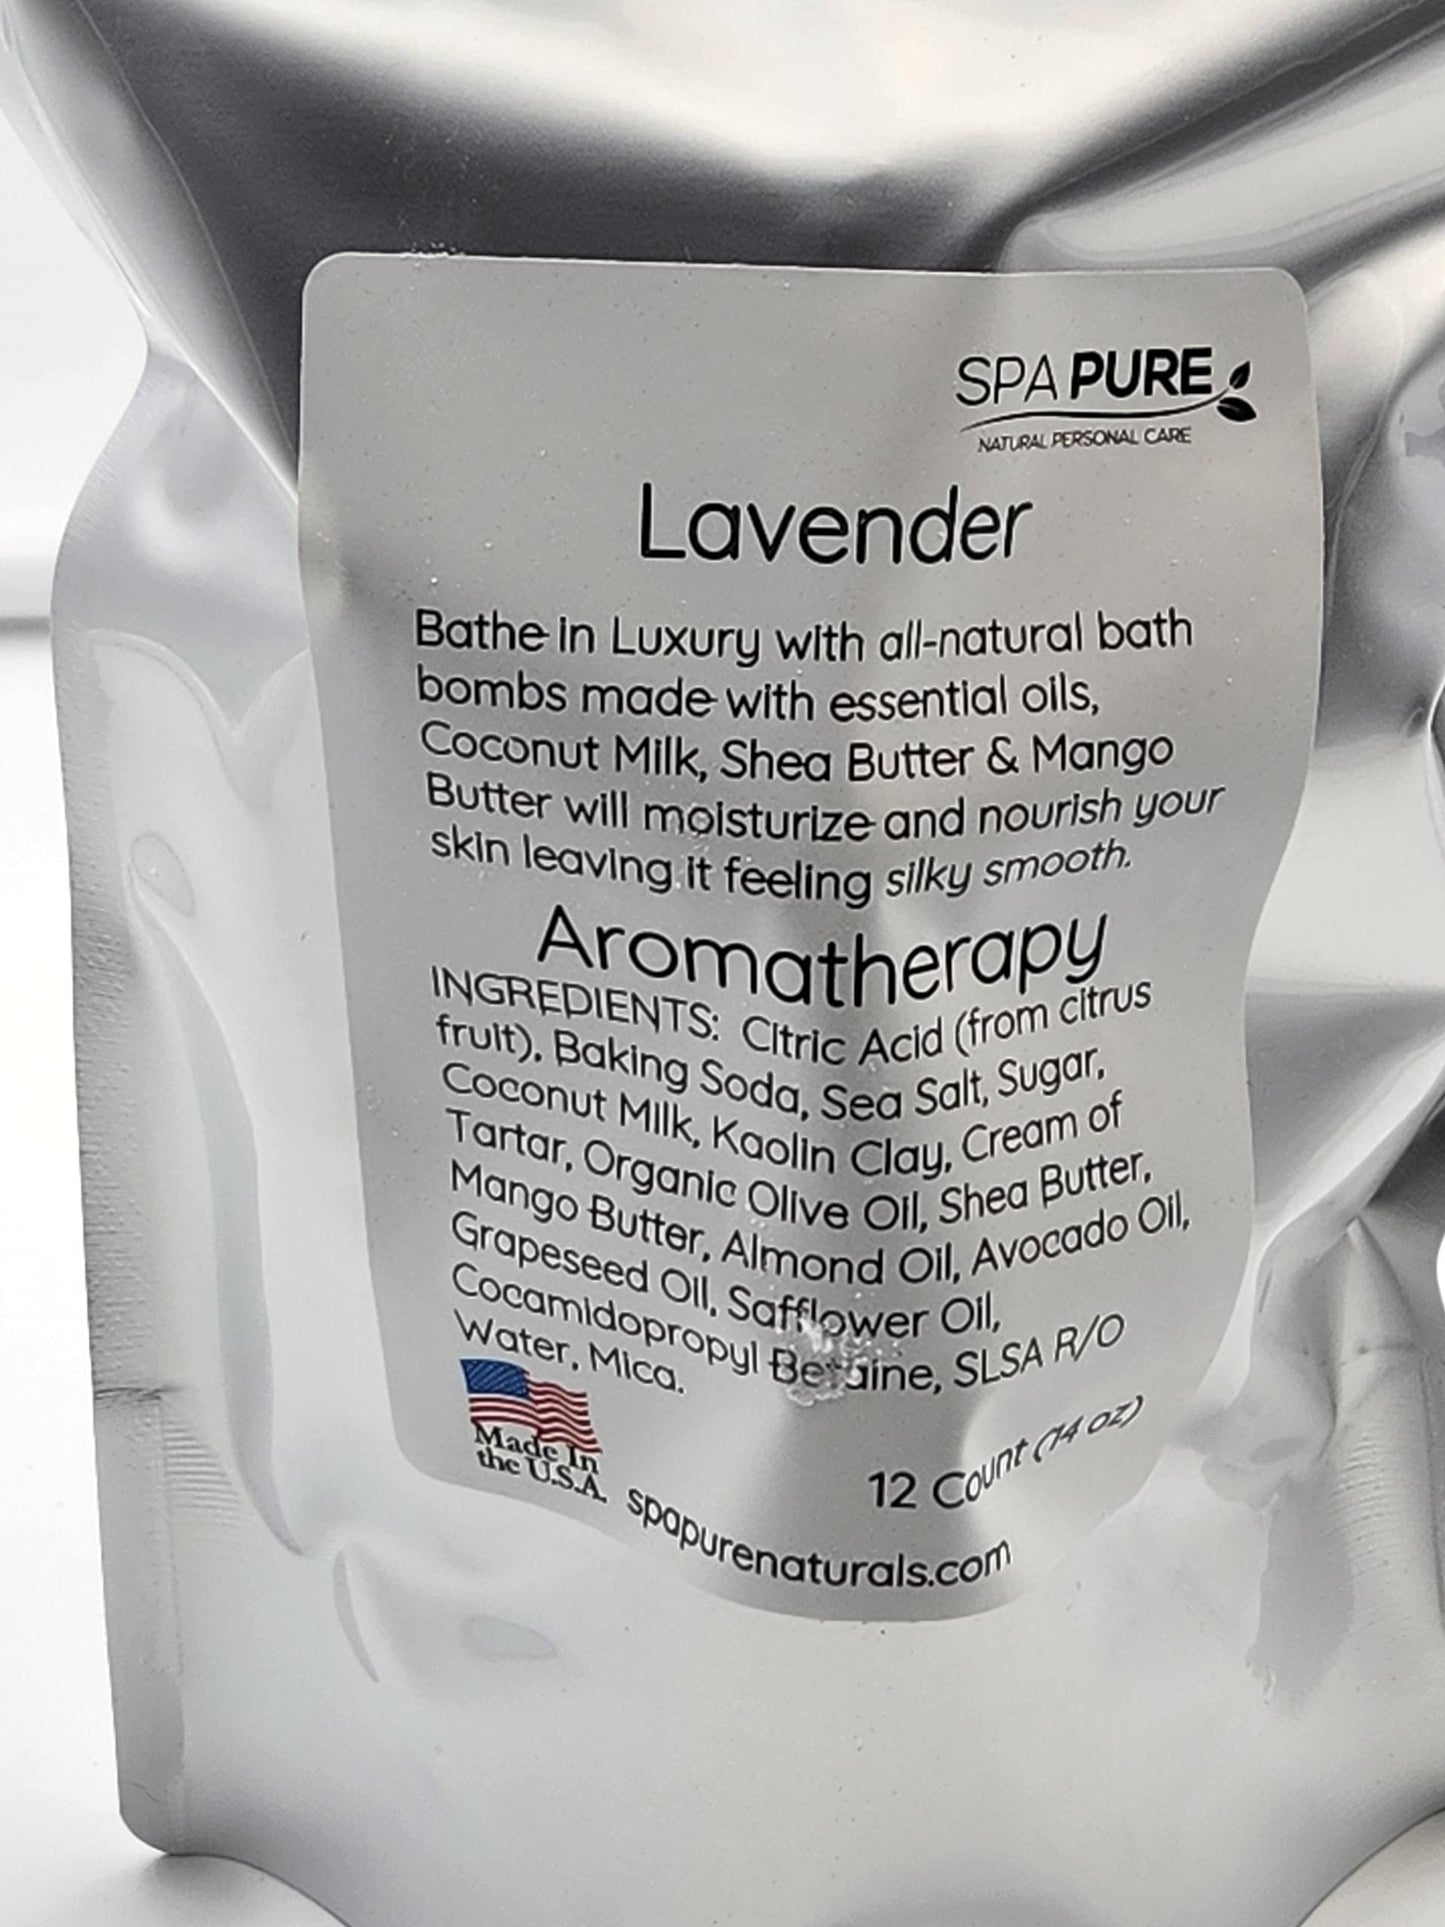 SPA PURE
NATURAL PERSONAL CARE
Lavender
Bathe in Luxury with all-natural bath
bombs made with essential oils,
Coconut Milk, Shea Butter & Mango
Butter will moisturize and nourish your
skin leaving it feeling silky smooth.
Aromatherapy
INGREDIENTS: Citric Acid (from citrus
fruit), Baking Soda, Sea Salt, Sugar,
Coconut Milk, Kaolin Clay, Cream of
Tartar, Organic Olive Oil, Shea Butter,
Mango Butter, Almond Oil, Avocado Oil,
Grapeseed Oil, Safflower Oil,
Cocamidopropyl Betaine, SLSA R/O
Water, Mica.
Made In
the U.S.A.
12 Count (14 oz)
spapurenaturals.com